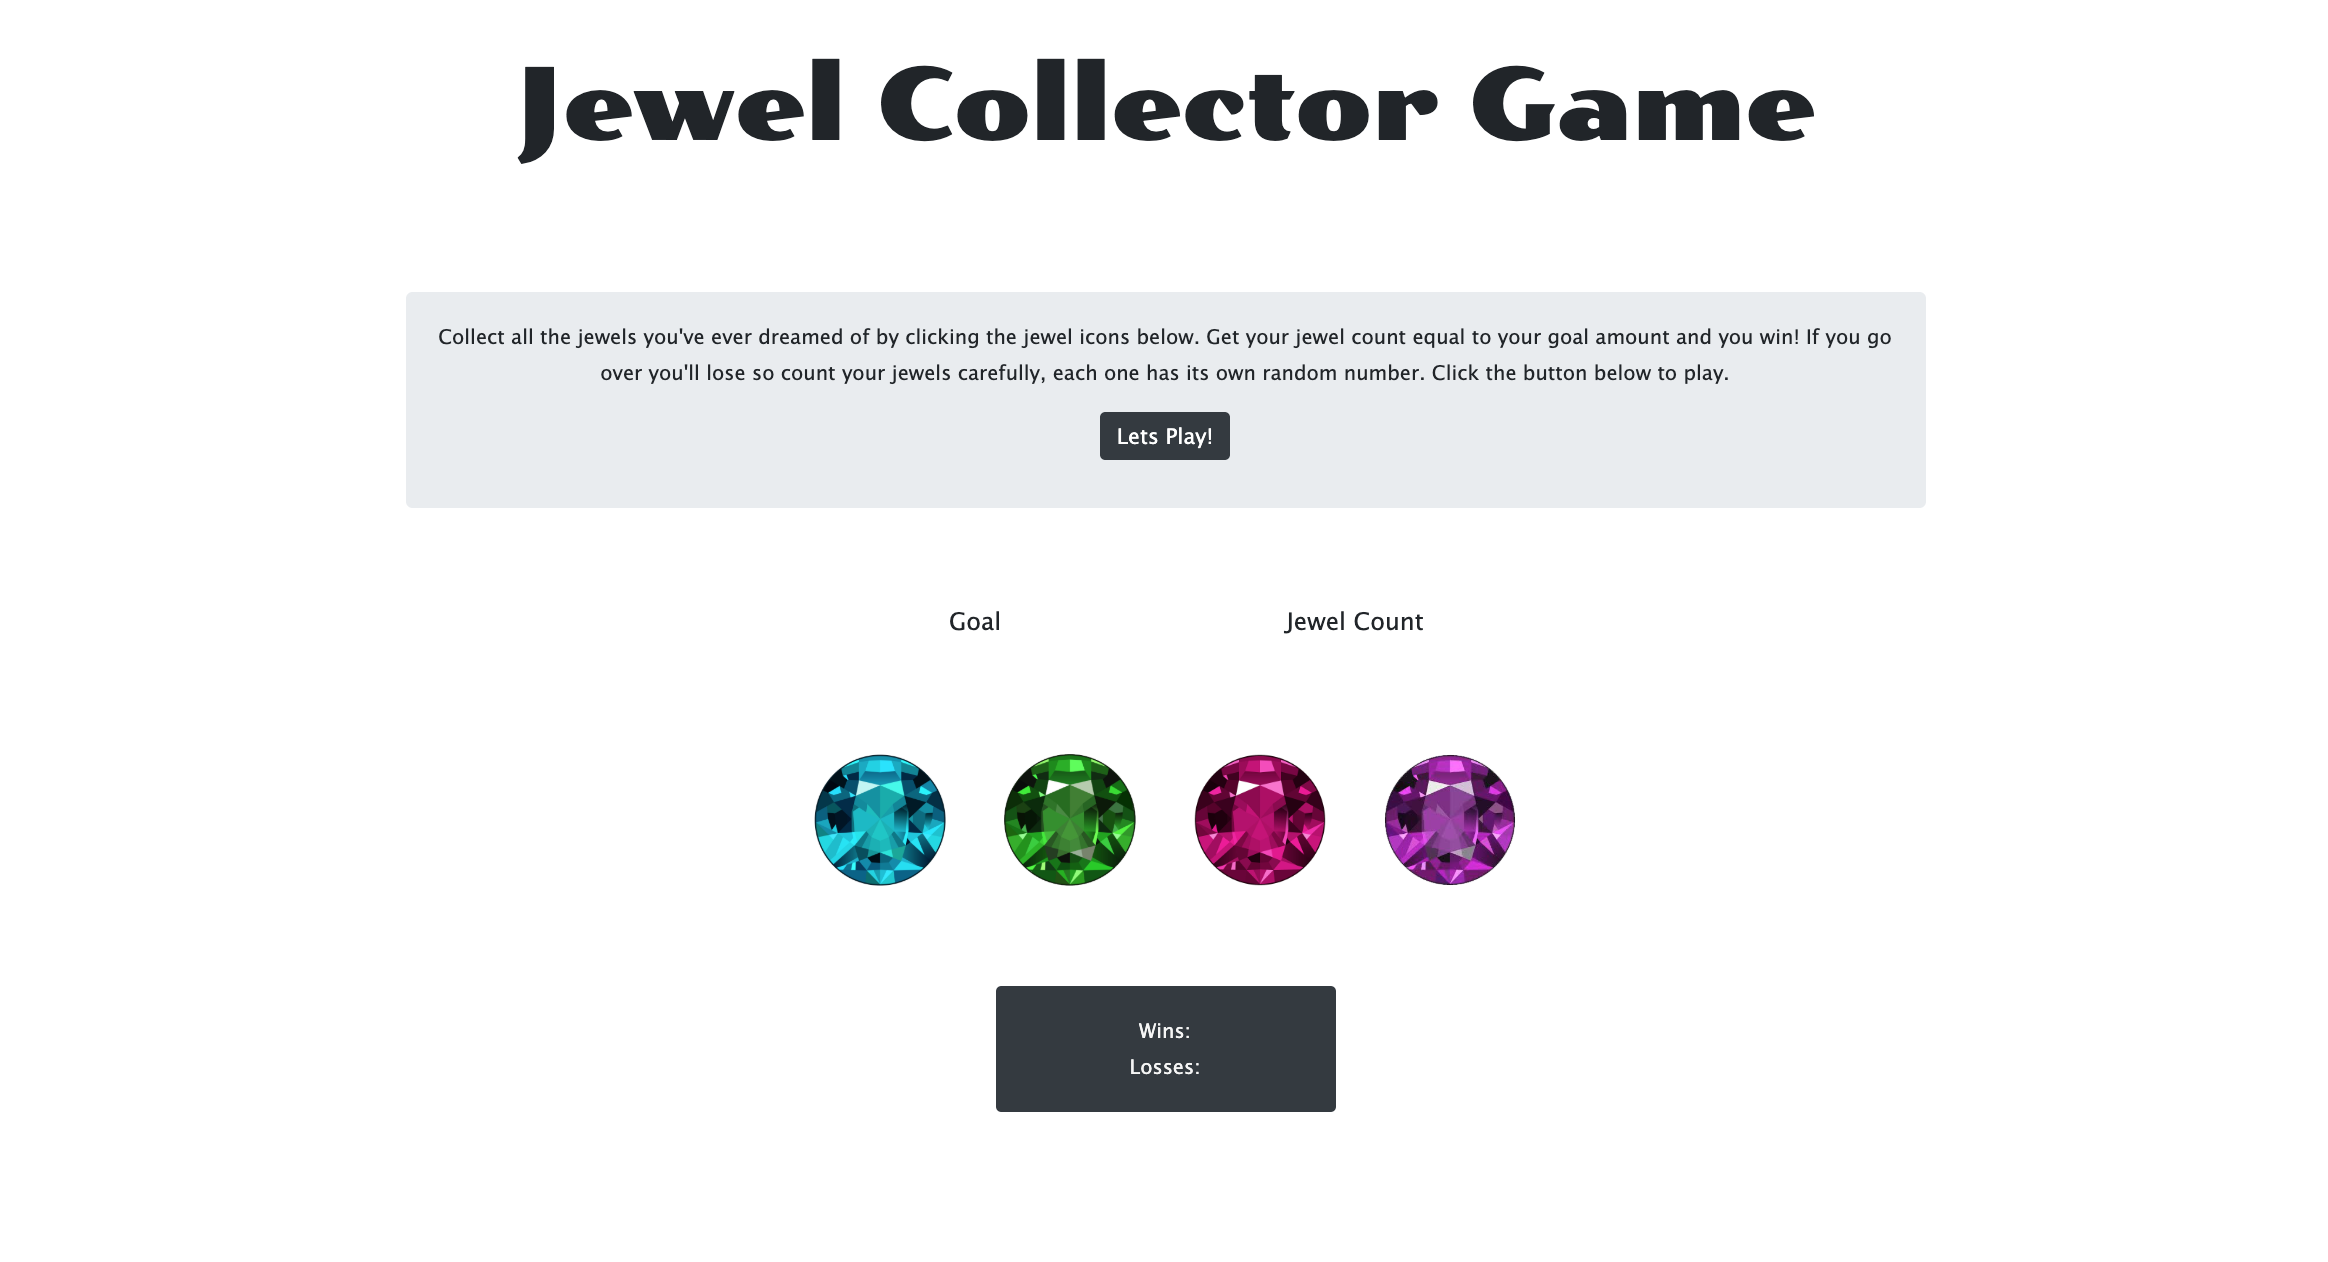 Jewel Collector Game
Collect all the jewels you've ever dreamed of by clicking the jewel icons below. Get your jewel count equal to your goal amount and you win! If you go
over you'll lose so count your jewels carefully, each one has its own random number. Click the button below to play.
Lets Play!
Goal
Jewel Count
Wins:
Losses: